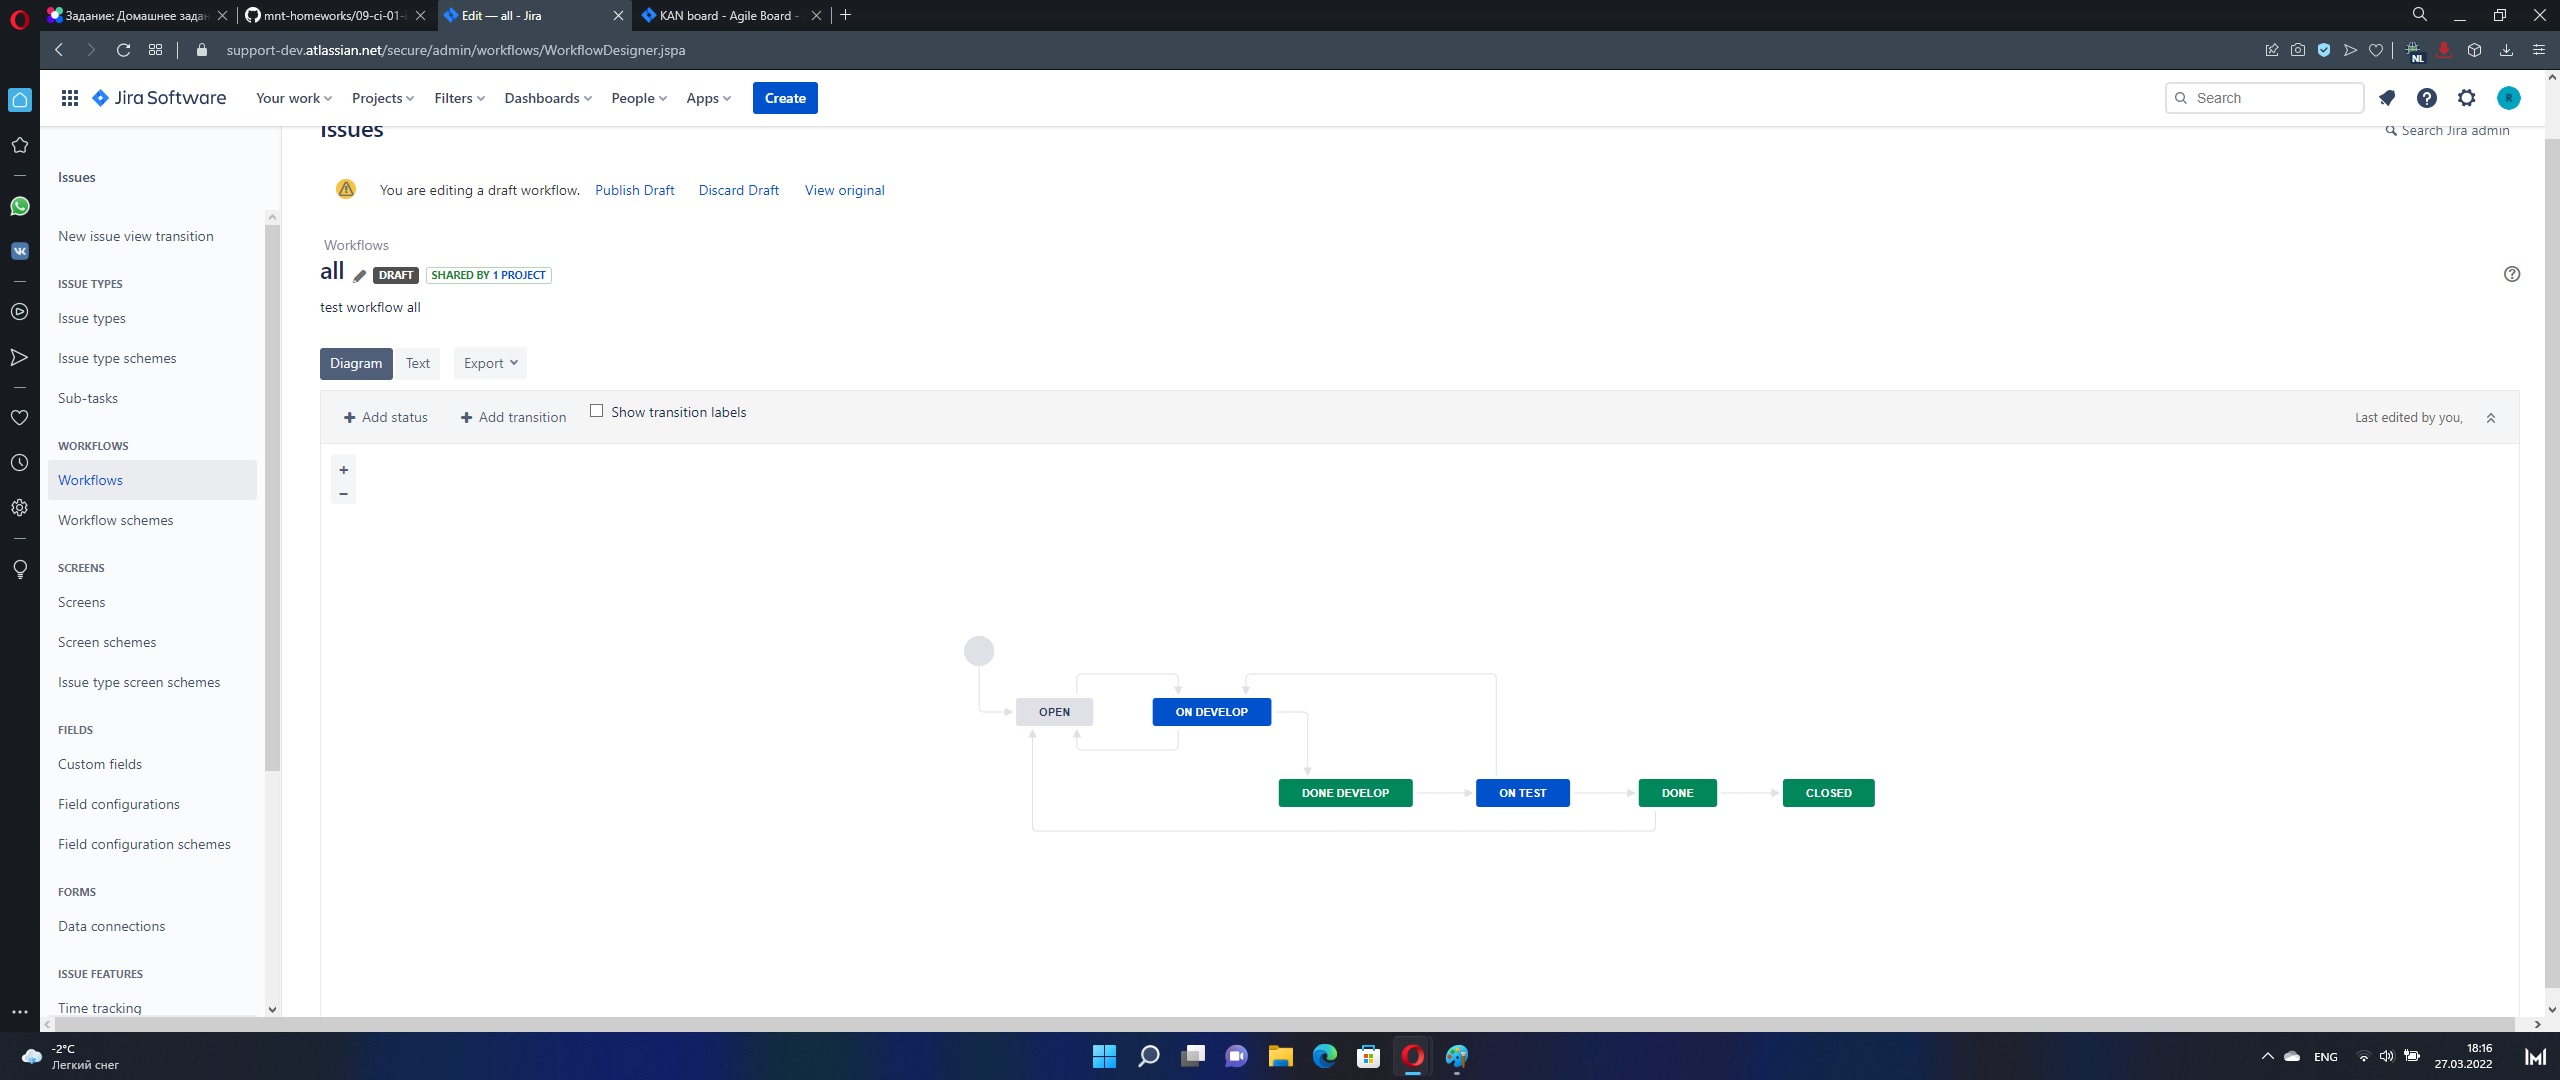 Задание: Домашнее задан
mnt-homeworks/09-ci-01-
Edit — all - Jira
KAN board - Agile Board -
support-dev.atlassian.net/secure/admin/workflows/WorkflowDesigner.jspa
NL
Jira Software
Your work
Projects
Filters
Dashboards
People
Apps
Create
Search
R
Issues
Search Jira admin
Issues
You are editing a draft workflow. Publish Draft Discard Draft View original
New issue view transition
Workflows
all DRAFT SHARED BY 1 PROJECT
ISSUE TYPES
test workflow all
Issue types
Issue type schemes
Diagram Text Export
Sub-tasks
+ Add status + Add transition Show transition labels
Last edited by you,
WORKFLOWS
+
–
Workflows
Workflow schemes
SCREENS
Screens
Screen schemes
Issue type screen schemes
OPEN ON DEVELOP
FIELDS
Custom fields
DONE DEVELOP ON TEST DONE CLOSED
Field configurations
Field configuration schemes
FORMS
Data connections
ISSUE FEATURES
Time tracking
-2°C
Легкий снег
ENG
18:16
27.03.2022